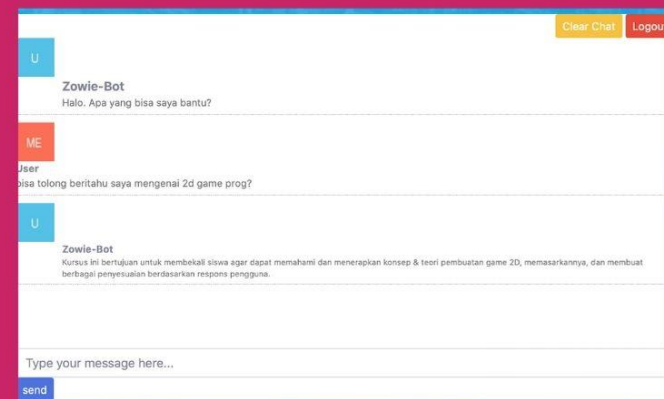 Clear Chat Logout
U
Zowie-Bot
Halo. Apa yang bisa saya bantu?
ME
User
bisa tolong beritahu saya mengenai 2d game prog?
U
Zowie-Bot
Kursus ini bertujuan untuk membekali siswa agar dapat memahami dan menerapkan konsep & teori pembuatan game 2D, memasarkannya, dan membuat
berbagai penyesuaian berdasarkan respons pengguna.
Type your message here...
send